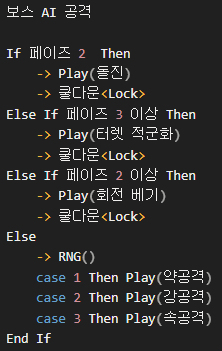 보스 AI 공격
If 페이즈 2  Then
-> Play(돌진)
-> 쿨다운<Lock>
Else If 페이즈 3 이상 Then
-> Play(터렛 적군화)
-> 쿨다운<Lock>
Else If 페이즈 2 이상 Then
-> Play(회전 베기)
-> 쿨다운<Lock>
Else
-> RNG()
case 1 Then Play(약공격)
case 2 Then Play(강공격)
case 3 Then Play(속공격)
End If